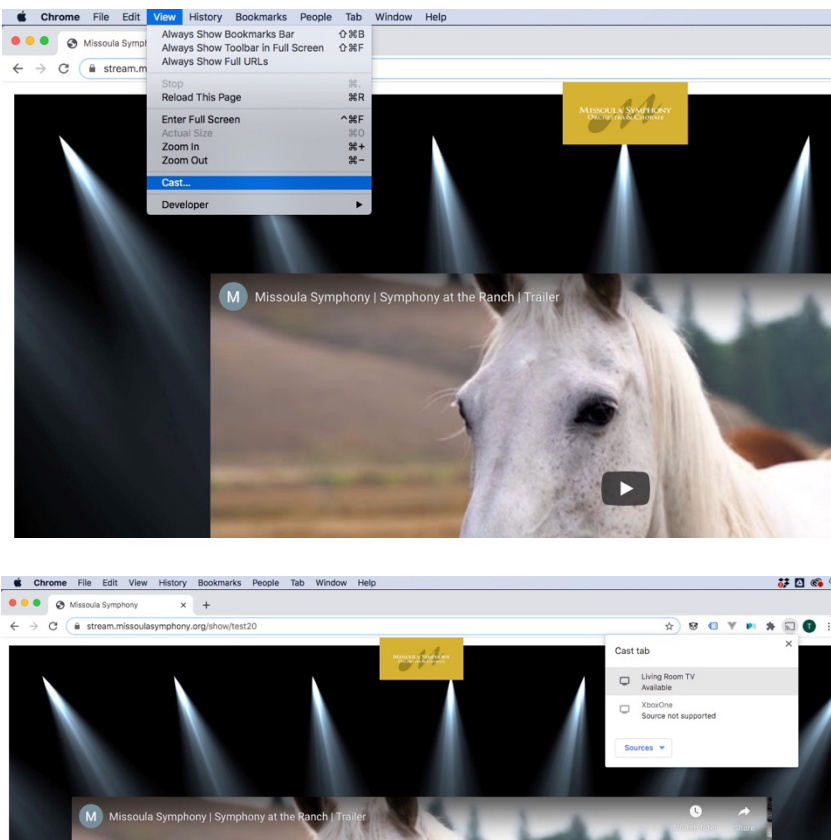 Chrome File Edit View History Bookmarks People Tab Window Help
Always Show Bookmarks Bar ⇧⌘B
Always Show Toolbar in Full Screen ⇧⌘F
Always Show Full URLs
Stop ⌘.
Reload This Page ⌘R
Enter Full Screen ^⌘F
Actual Size ⌘0
Zoom In ⌘+
Zoom Out ⌘–
Cast...
Developer
Missoula Symph
stream.m
MISSOULA SYMPHONY
ORCHESTRA & CHORALE
M Missoula Symphony | Symphony at the Ranch | Trailer
Chrome File Edit View History Bookmarks People Tab Window Help
Missoula Symphony
stream.missoulasymphony.org/show/test20
T
MISSOULA SYMPHONY
Cast tab
Living Room TV
Available
XboxOne
Source not supported
Sources
M Missoula Symphony | Symphony at the Ranch | Trailer
Share